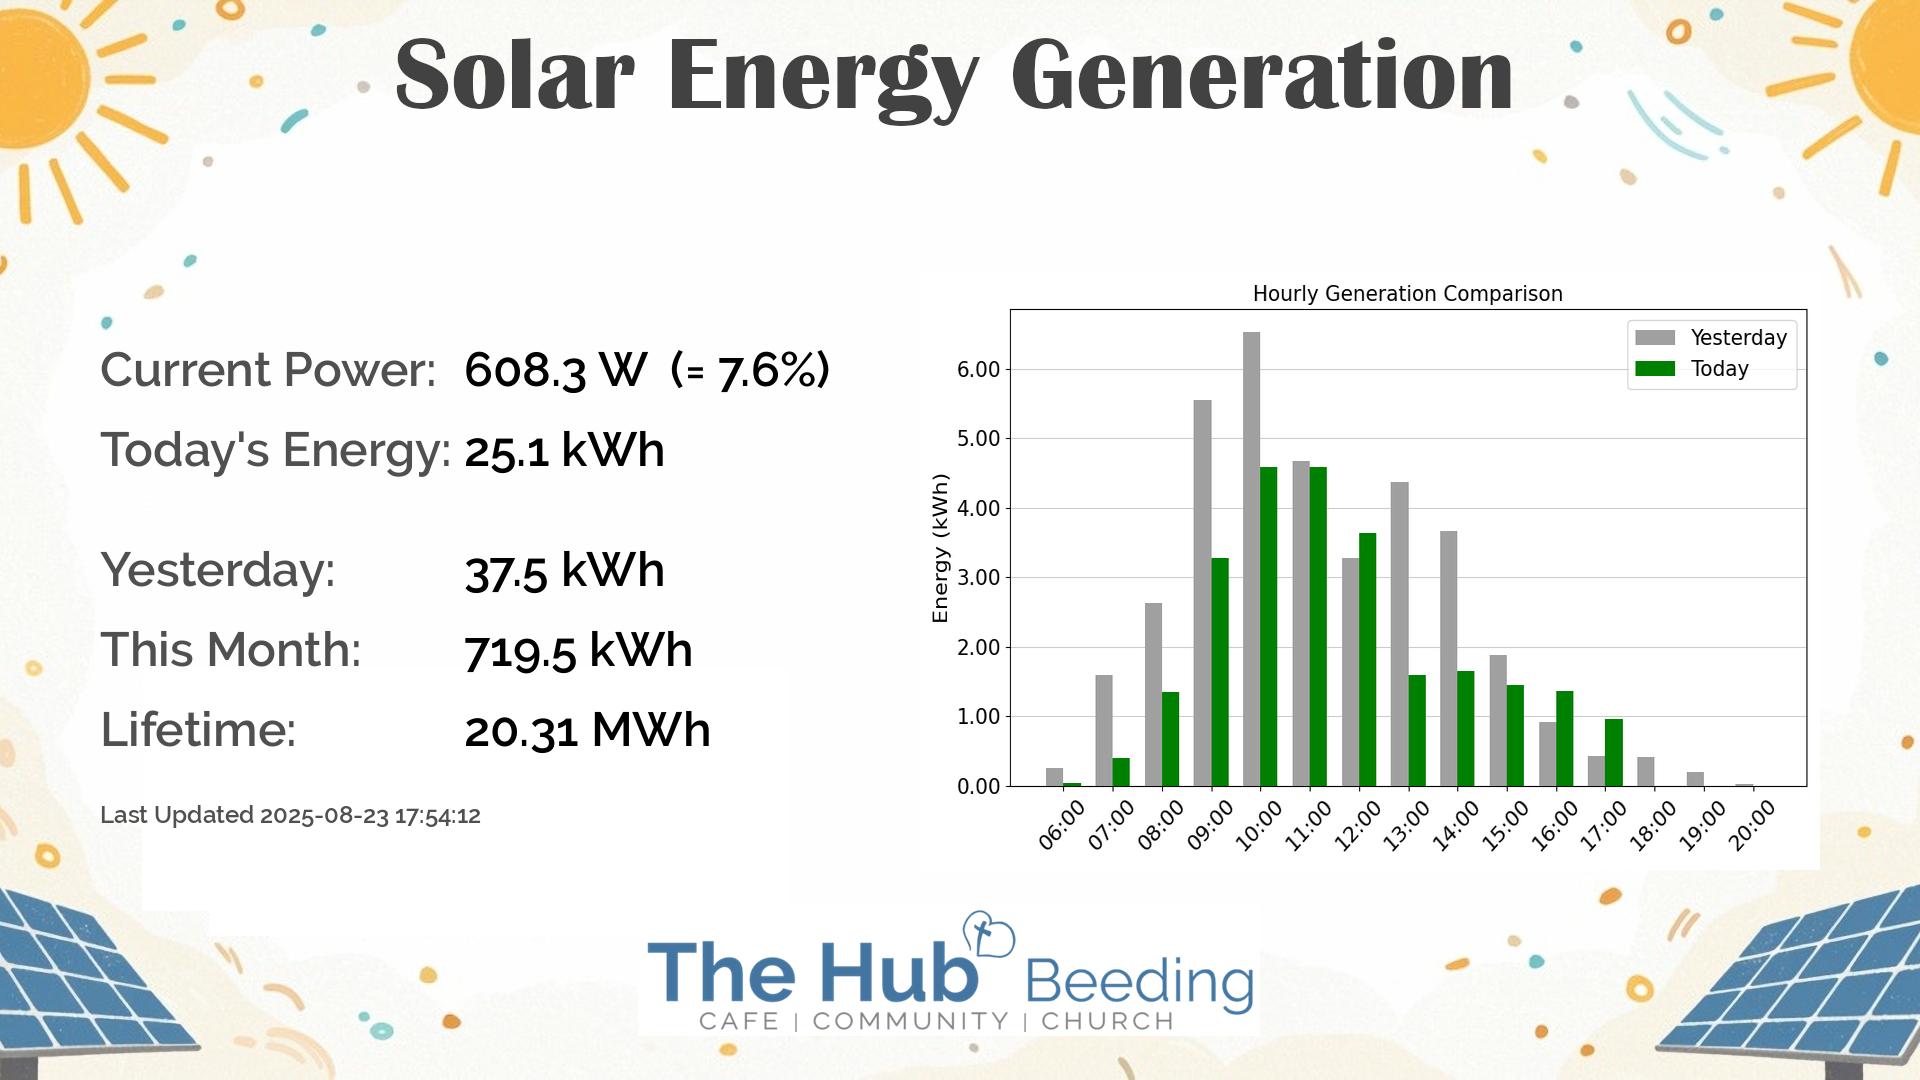 Solar Energy Generation
Current Power: 608.3 W (= 7.6%)
Today's Energy: 25.1 kWh
Yesterday: 37.5 kWh
This Month: 719.5 kWh
Lifetime: 20.31 MWh
Last Updated 2025-08-23 17:54:12
Hourly Generation Comparison
Yesterday
Today
Energy (kWh)
6.00
5.00
4.00
3.00
2.00
1.00
0.00
06:00 07:00 08:00 09:00 10:00 11:00 12:00 13:00 14:00 15:00 16:00 17:00 18:00 19:00 20:00
The Hub Beeding
CAFE | COMMUNITY | CHURCH